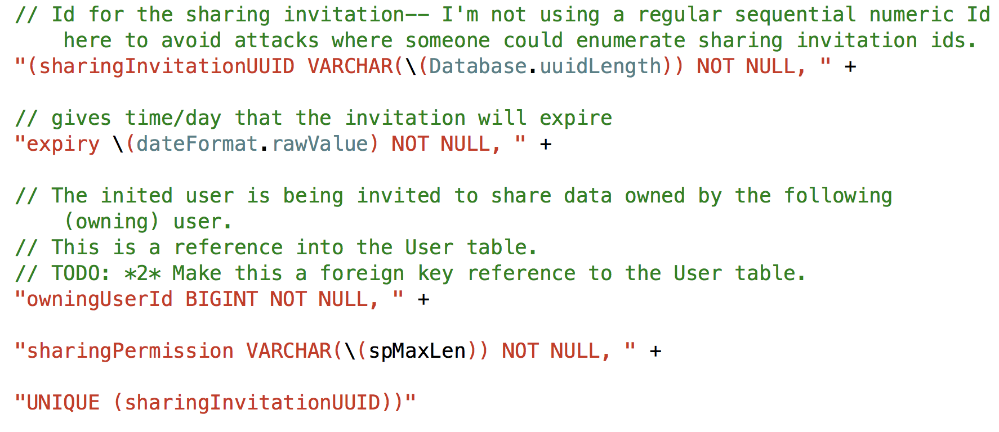 // Id for the sharing invitation-- I'm not using a regular sequential numeric Id
here to avoid attacks where someone could enumerate sharing invitation ids.
"(sharingInvitationUUID VARCHAR(\(Database.uuidLength)) NOT NULL, " +
// gives time/day that the invitation will expire
"expiry \(dateFormat.rawValue) NOT NULL, " +
// The inited user is being invited to share data owned by the following
(owning) user.
// This is a reference into the User table.
// TODO: *2* Make this a foreign key reference to the User table.
"owningUserId BIGINT NOT NULL, " +
"sharingPermission VARCHAR(\(spMaxLen)) NOT NULL, " +
"UNIQUE (sharingInvitationUUID))"